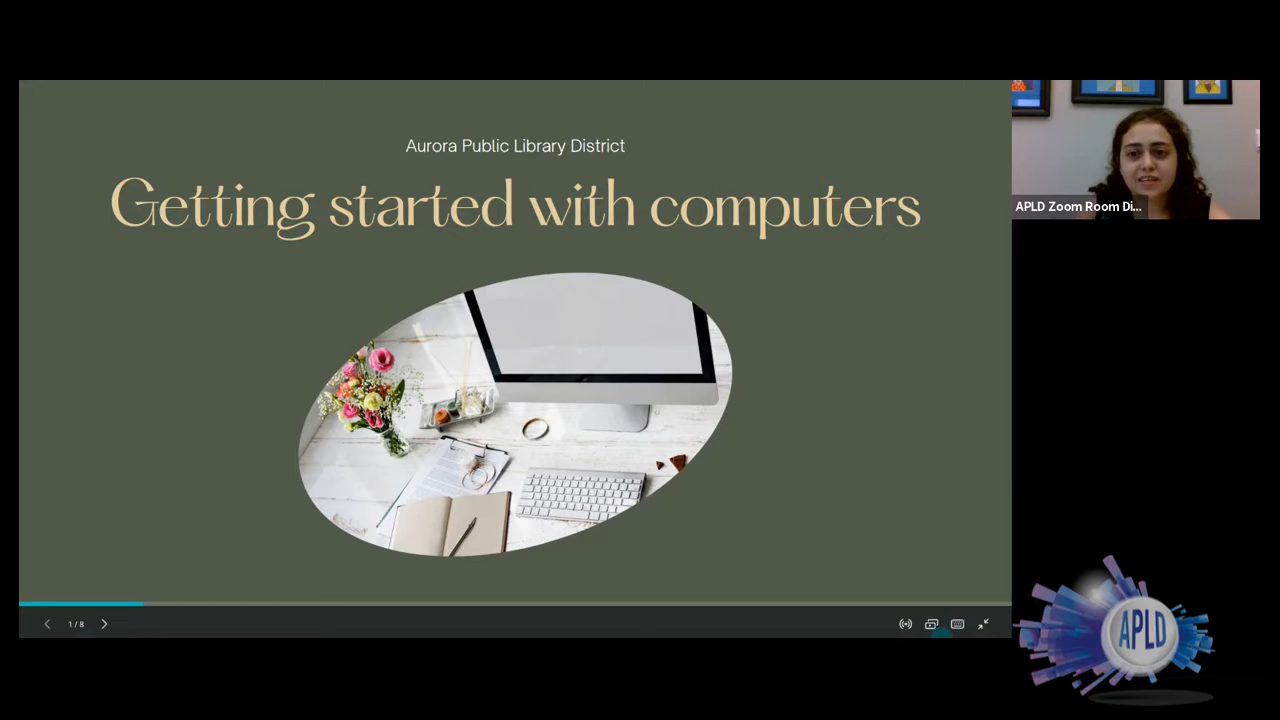 Aurora Public Library District
Getting started with computers
APLD Zoom Room Di...
1/8
APLD